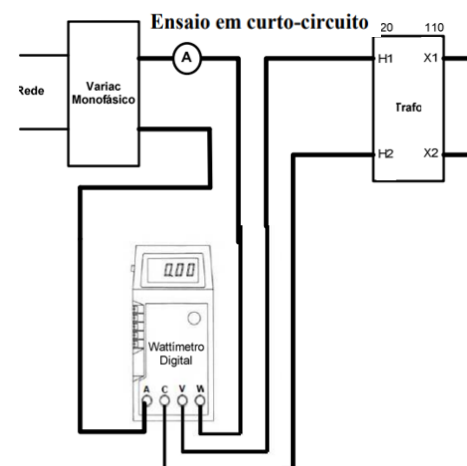 Ensaio em curto-circuito
20 110
Rede
Variac
Monofásico
A
H1 X1
Trafo
H2 X2
0.00
Wattímetro
Digital
A C V W